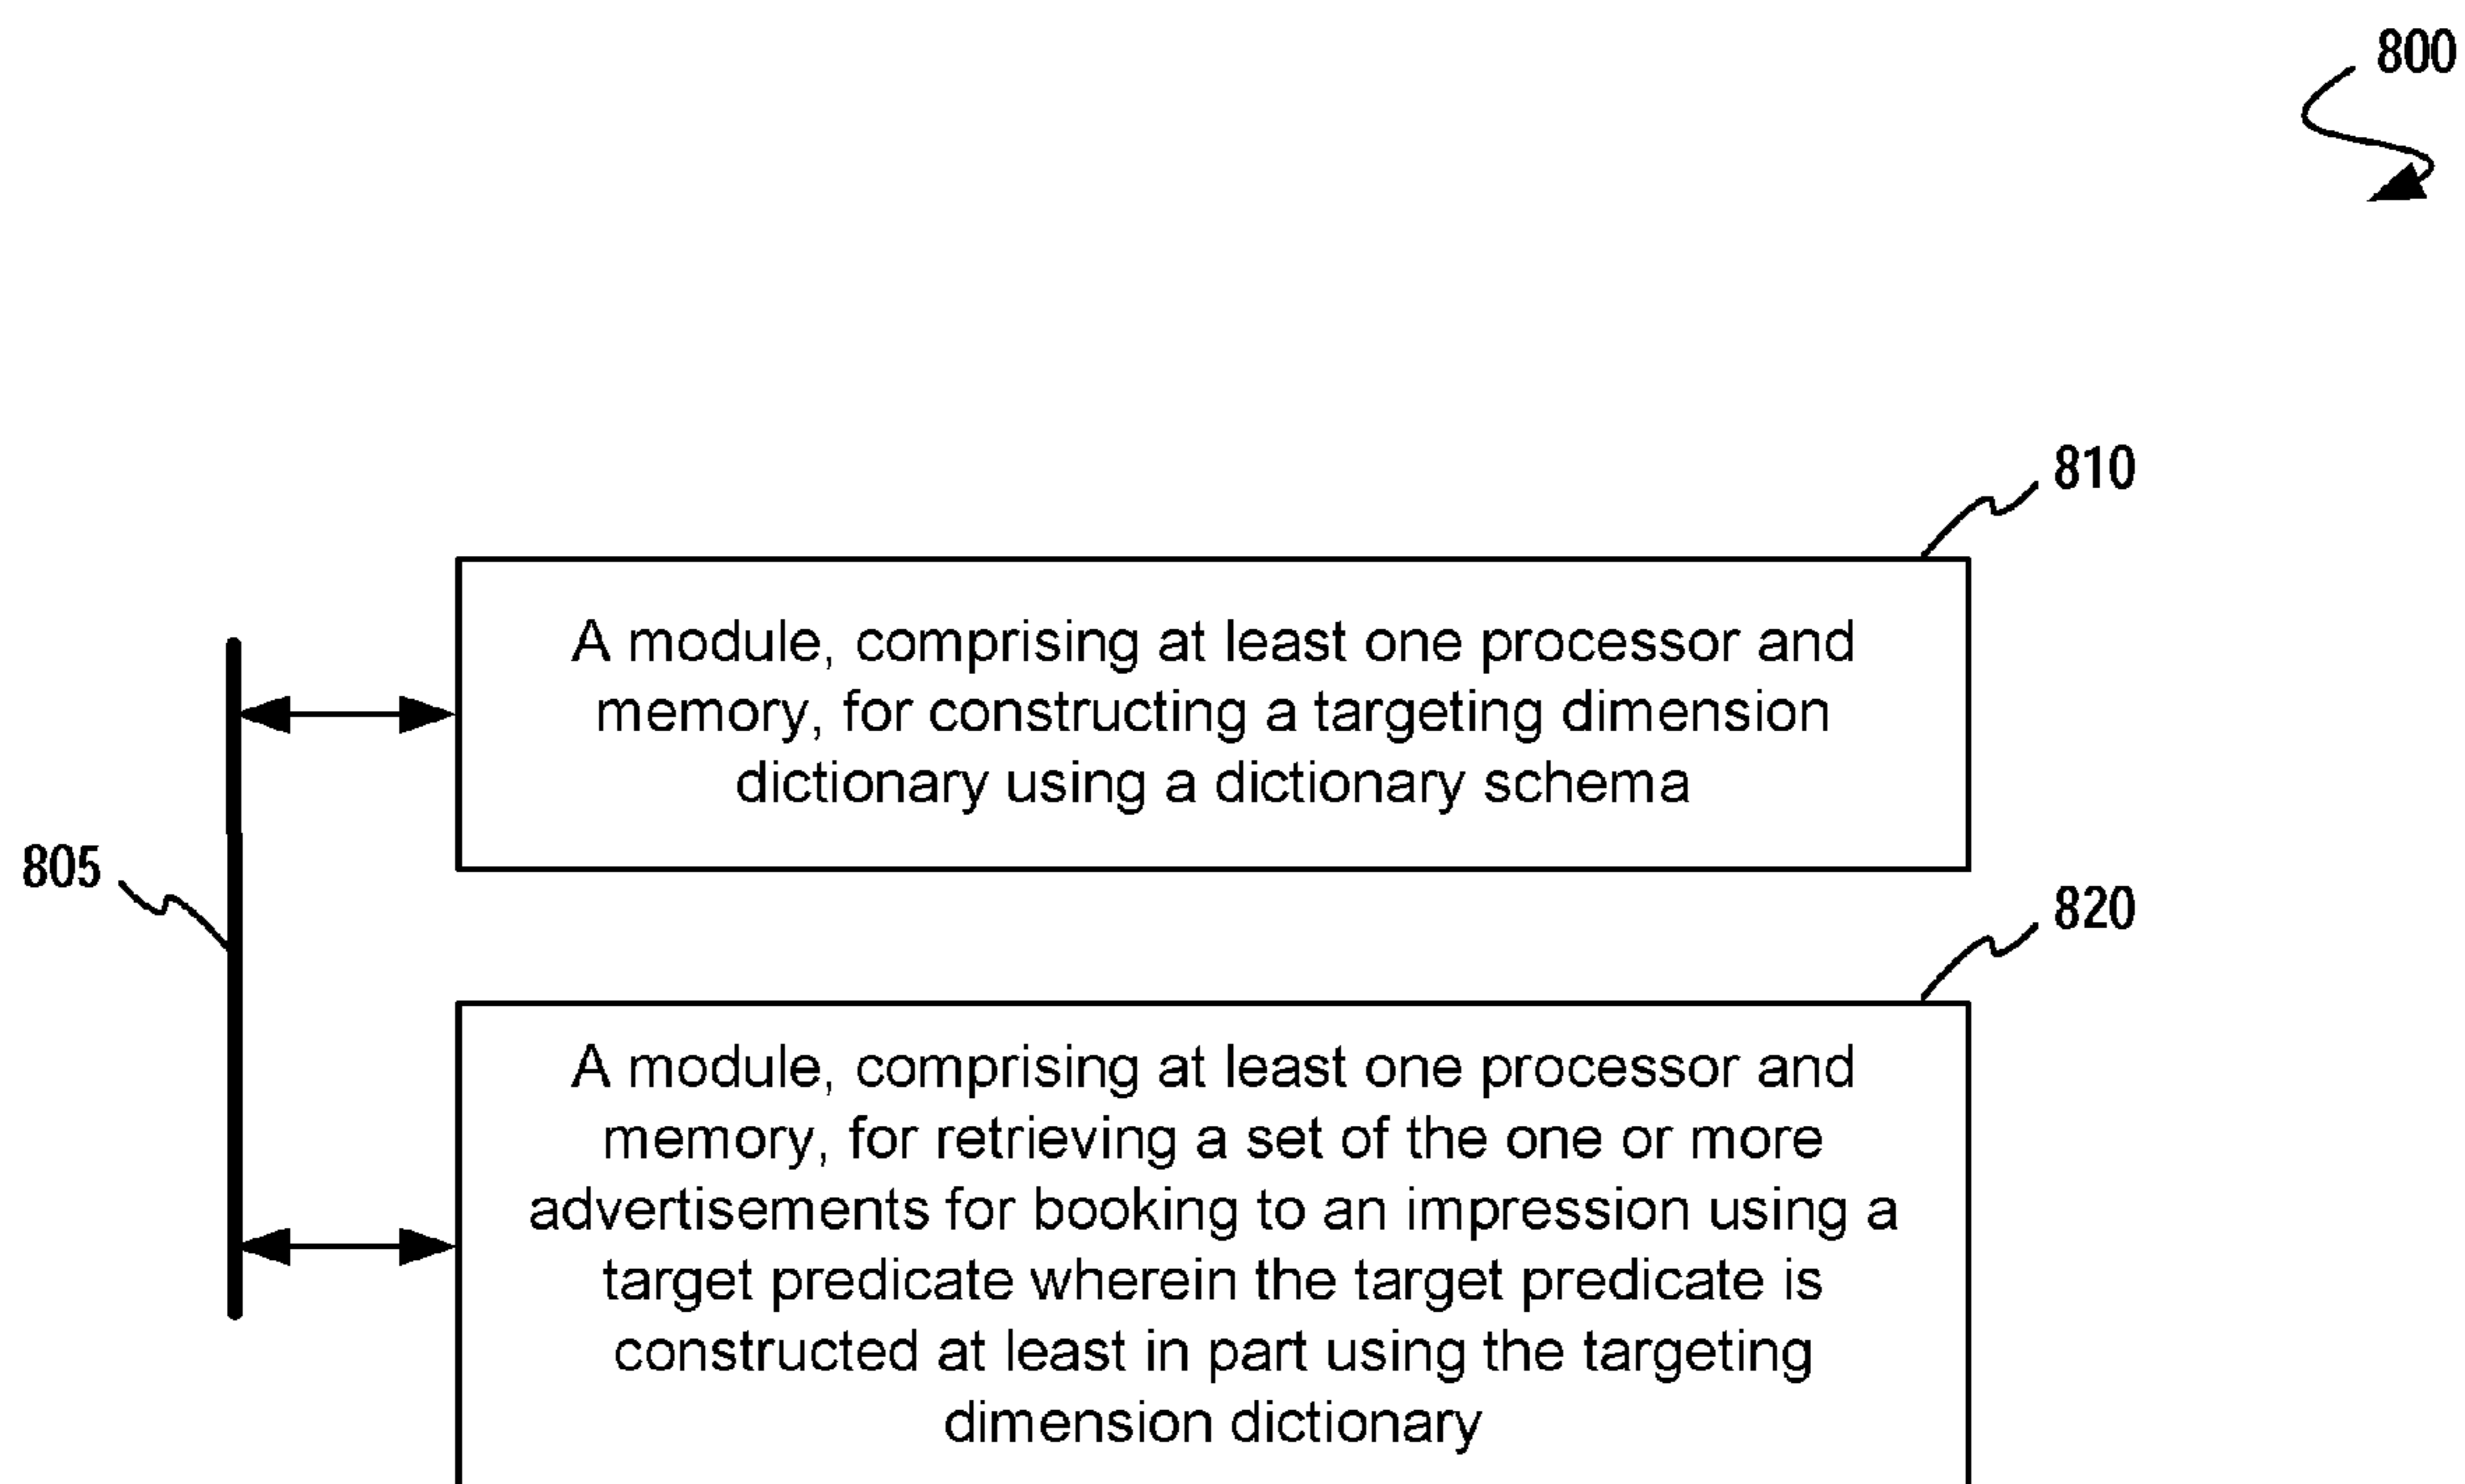 800
810
A module, comprising at least one processor and
memory, for constructing a targeting dimension
dictionary using a dictionary schema
805
820
A module, comprising at least one processor and
memory, for retrieving a set of the one or more
advertisements for booking to an impression using a
target predicate wherein the target predicate is
constructed at least in part using the targeting
dimension dictionary